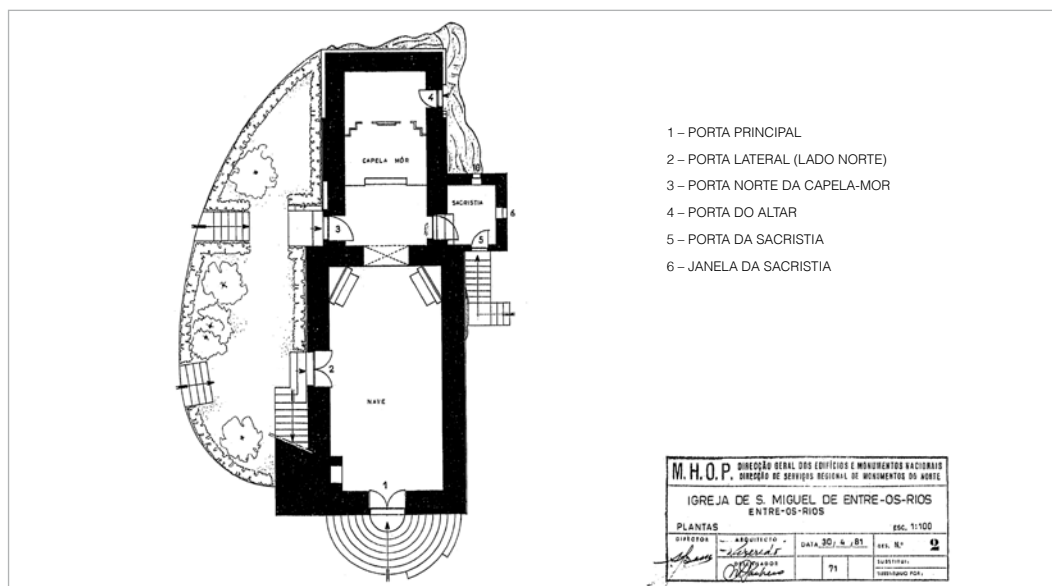 4
CAPELA MÓR
10
SACRISTIA
6
3
5
2
NAVE
1
1 – PORTA PRINCIPAL
2 – PORTA LATERAL (LADO NORTE)
3 – PORTA NORTE DA CAPELA-MOR
4 – PORTA DO ALTAR
5 – PORTA DA SACRISTIA
6 – JANELA DA SACRISTIA
M.H.O.P. DIRECÇÃO GERAL DOS EDIFÍCIOS E MONUMENTOS NACIONAIS
DIRECÇÃO DE SERVIÇOS REGIONAL DE MONUMENTOS DO NORTE
IGREJA DE S. MIGUEL DE ENTRE-OS-RIOS
ENTRE-OS-RIOS
PLANTAS ESC. 1:100
DIRECTOR ARQUITECTO DATA 30/4/81 DES. N.º 2
71 SUBSTITUI:
SUBSTITUIDO POR: